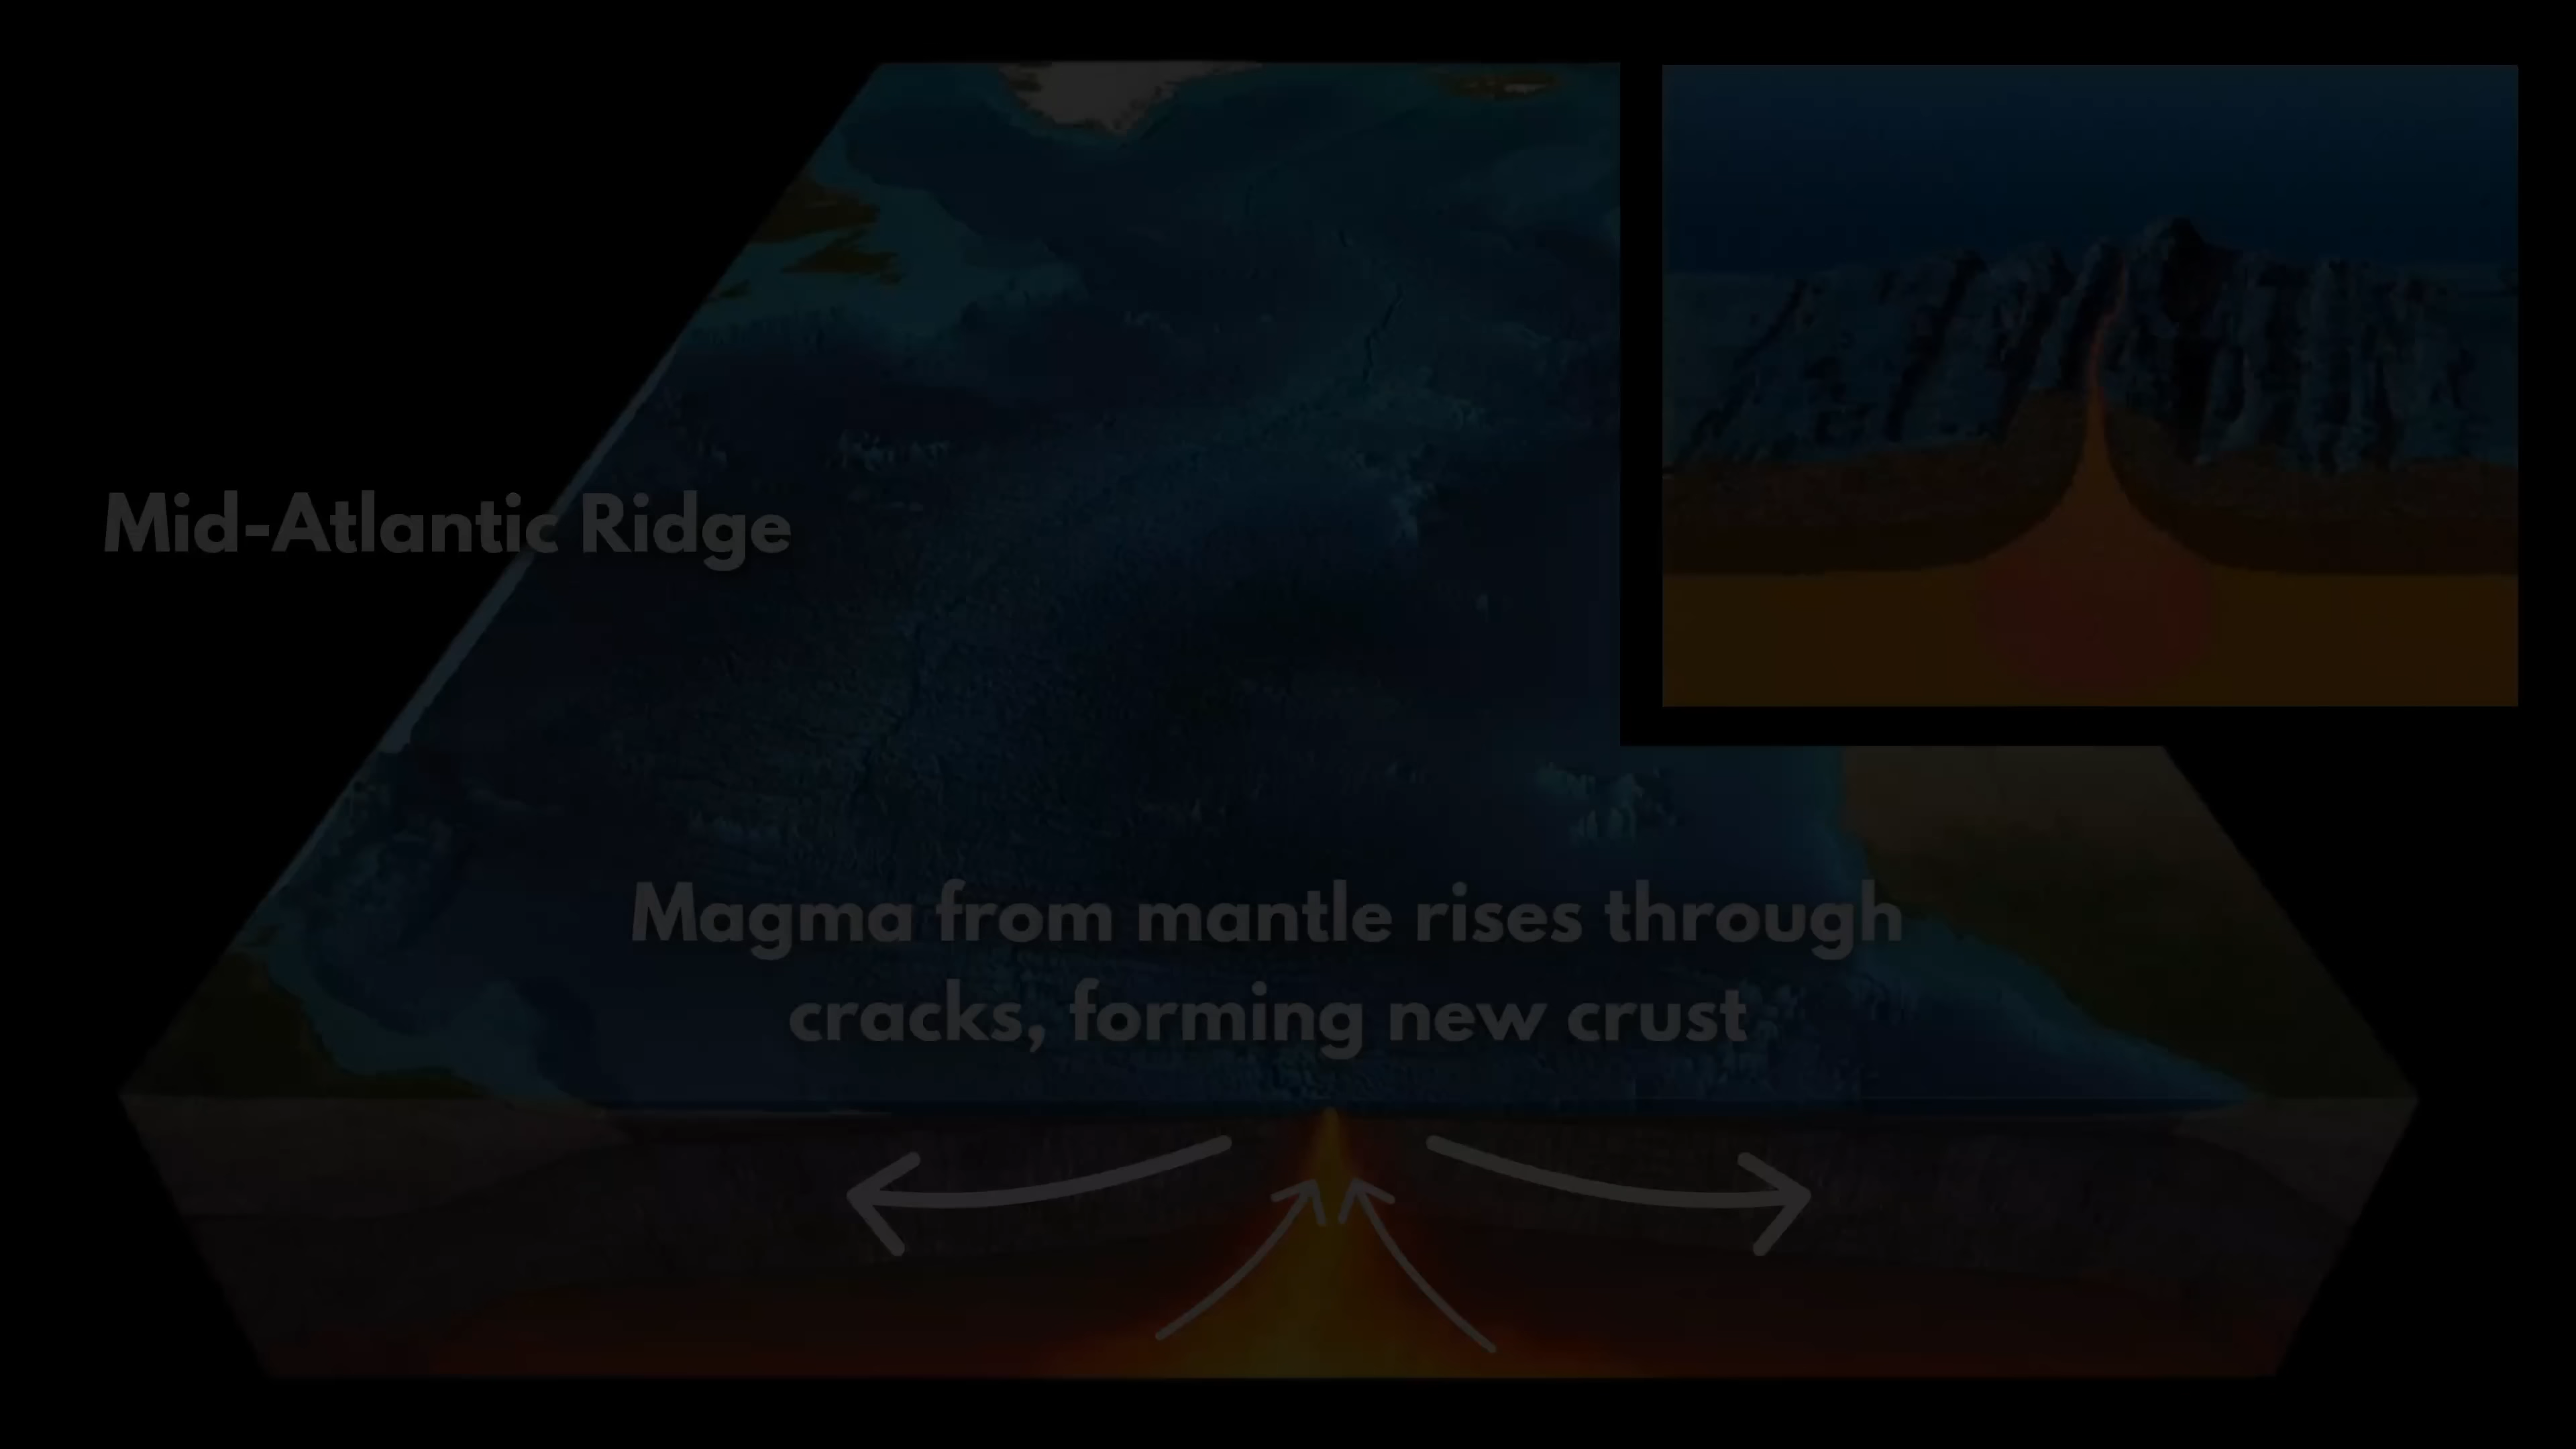 Mid-Atlantic Ridge
Magma from mantle rises through
cracks, forming new crust